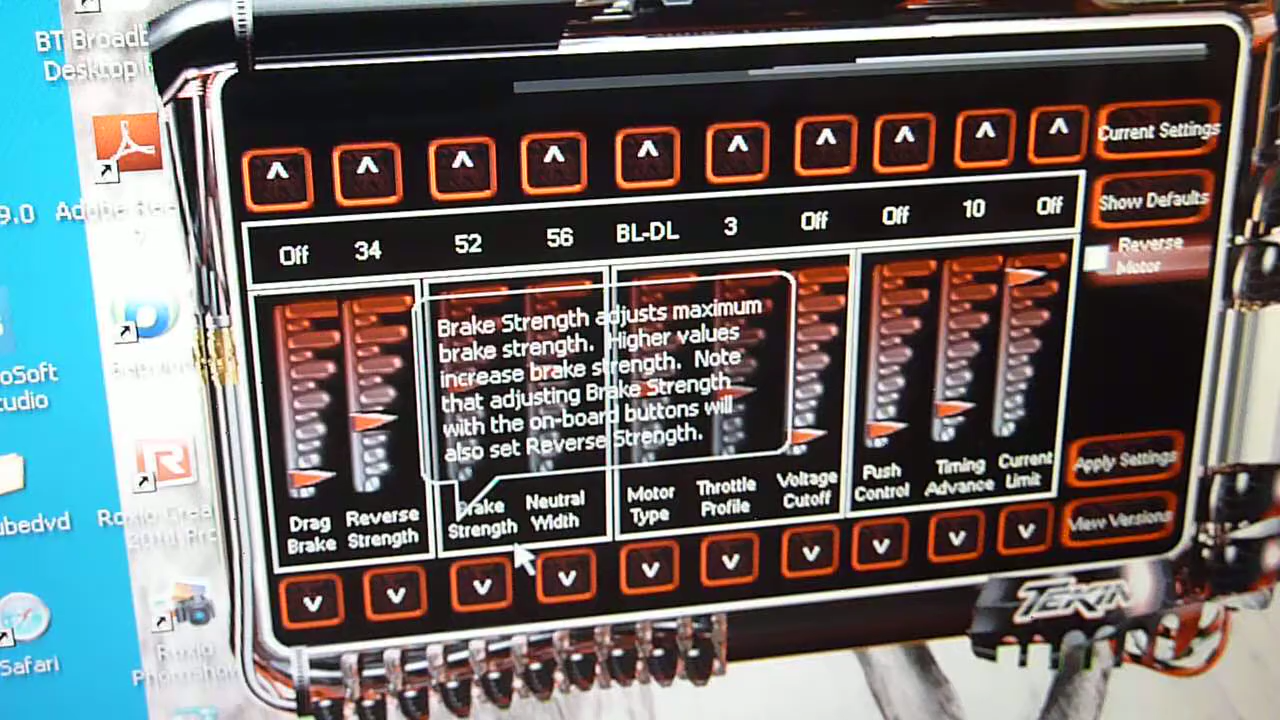 BT Broadb
Desktop
9.0
Adobe Rea
oSoft
tudio
ubedvd
Safari
Current Settings
Show Defaults
Reverse
Motor
Off 34 52 56 BL-DL 3 Off Off 10 Off
Brake Strength adjusts maximum
brake strength. Higher values
increase brake strength. Note
that adjusting Brake Strength
with the on-board buttons will
also set Reverse Strength.
Drag
Brake
Reverse
Strength
Brake
Strength
Neutral
Width
Motor
Type
Throttle
Profile
Voltage
Cutoff
Push
Control
Timing
Advance
Current
Limit
Apply Settings
View Versions
TEKIN